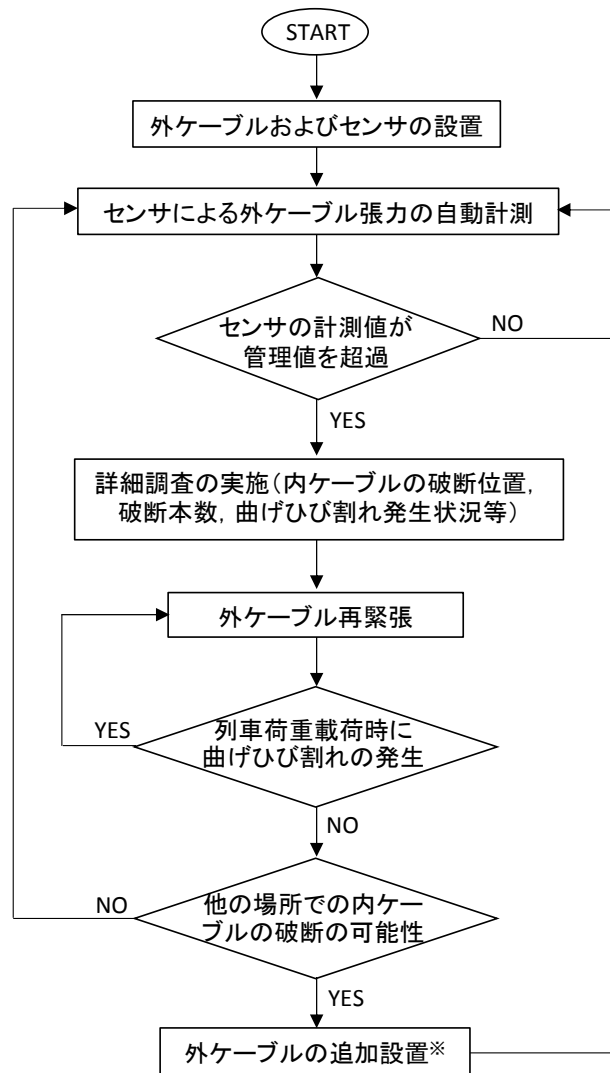 START
外ケーブルおよびセンサの設置
センサによる外ケーブル張力の自動計測
センサの計測値が
管理値を超過
NO
YES
詳細調査の実施(内ケーブルの破断位置,
破断本数, 曲げひび割れ発生状況等)
外ケーブル再緊張
列車荷重載荷時に
曲げひび割れの発生
YES
NO
他の場所での内ケー
ブルの破断の可能性
NO
YES
外ケーブルの追加設置※